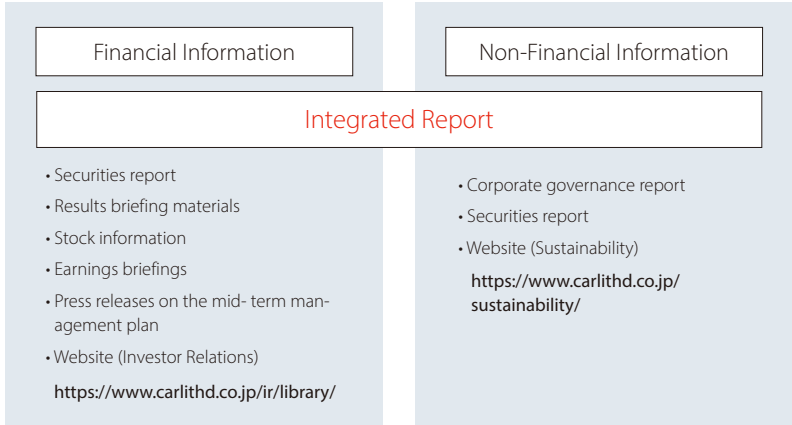 Financial Information
Non-Financial Information
Integrated Report
• Securities report
• Results briefing materials
• Stock information
• Earnings briefings
• Press releases on the mid- term man-
agement plan
• Website (Investor Relations)
https://www.carlithd.co.jp/ir/library/
• Corporate governance report
• Securities report
• Website (Sustainability)
https://www.carlithd.co.jp/
sustainability/